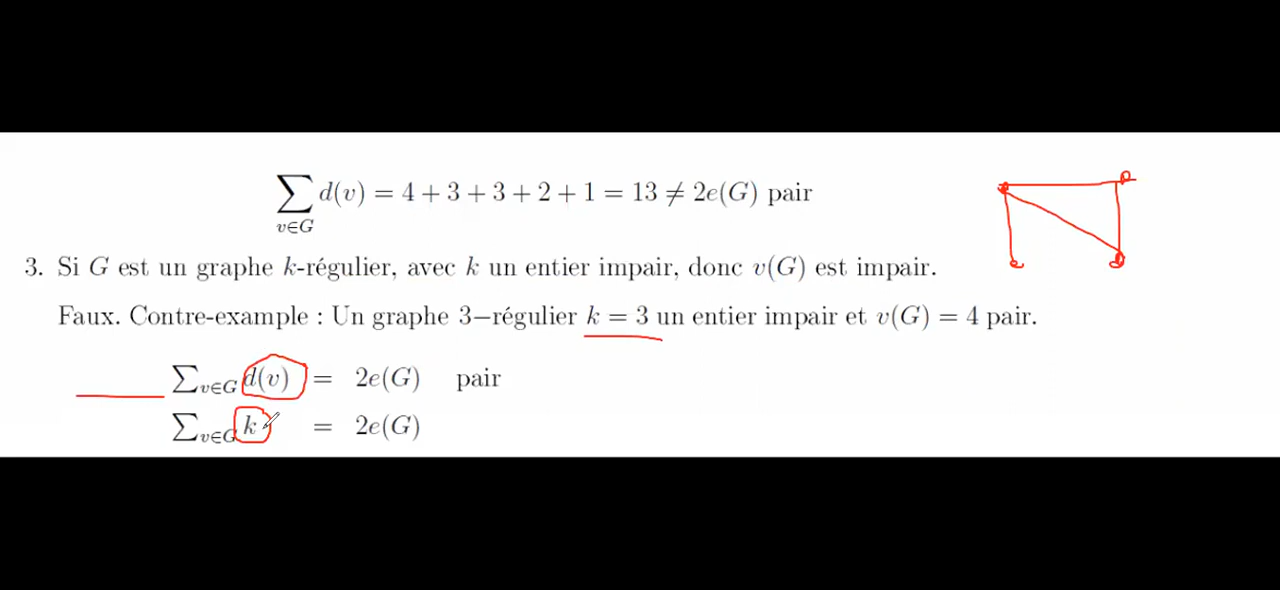 ∑_{v∈G} d(v) = 4 + 3 + 3 + 2 + 1 = 13 ≠ 2e(G) pair
3. Si G est un graphe k-régulier, avec k un entier impair, donc v(G) est impair.
Faux. Contre-exemple : Un graphe 3−régulier k = 3 un entier impair et v(G) = 4 pair.
∑_{v∈G} d(v) = 2e(G) pair
∑_{v∈G} k = 2e(G)